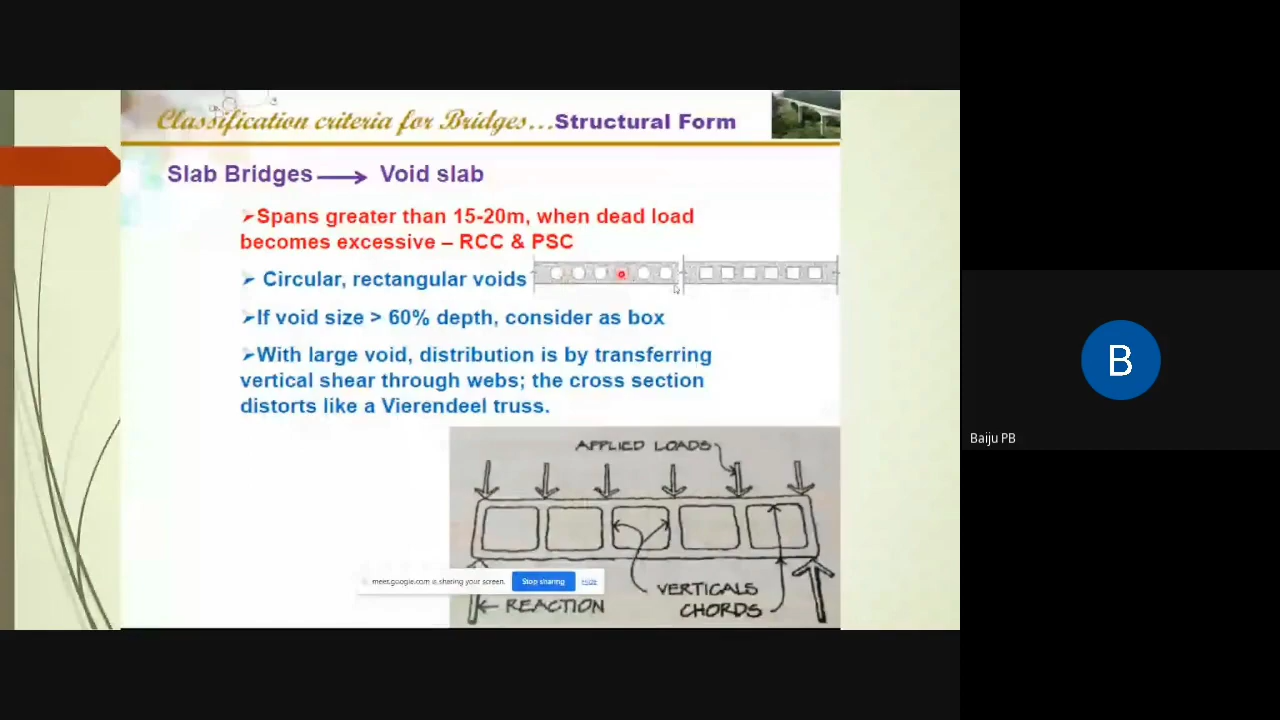 Classification criteria for Bridges...Structural Form
Slab Bridges → Void slab
➢Spans greater than 15-20m, when dead load
becomes excessive – RCC & PSC
➢ Circular, rectangular voids
➢If void size > 60% depth, consider as box
➢With large void, distribution is by transferring
vertical shear through webs; the cross section
distorts like a Vierendeel truss.
APPLIED LOADS
meet.google.com is sharing your screen. Stop sharing Hide
VERTICALS
REACTION
CHORDS
B
Baiju PB